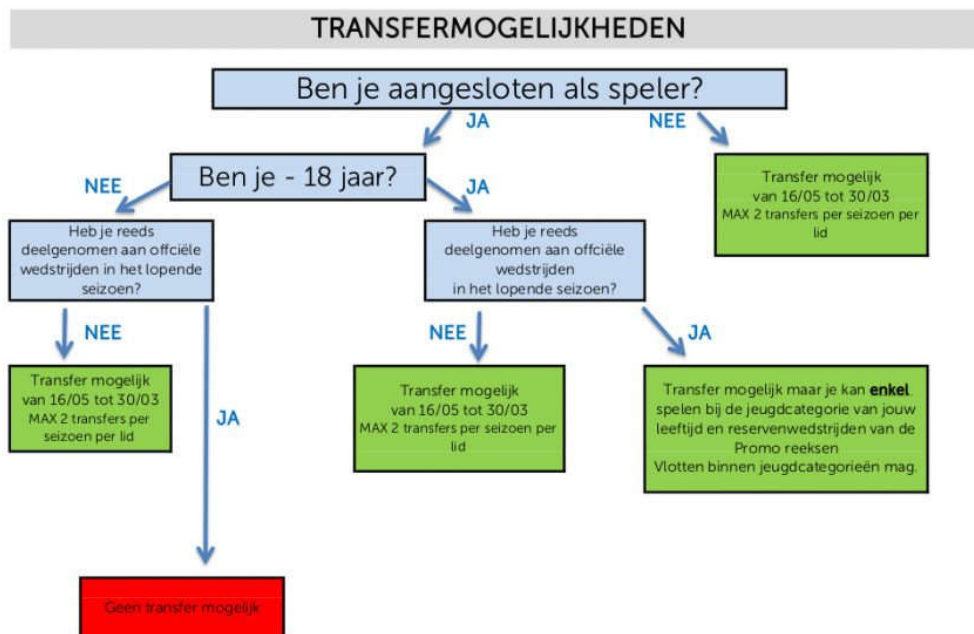 TRANSFERMOGELIJKHEDEN
Ben je aangesloten als speler?
JA
NEE
Ben je - 18 jaar?
Transfer mogelijk
van 16/05 tot 30/03
MAX 2 transfers per seizoen per
lid
NEE
JA
Heb je reeds
deelgenomen aan offciële
wedstrijden in het lopende
seizoen?
Heb je reeds
deelgenomen aan offciële
wedstrijden
in het lopende seizoen?
NEE
NEE
JA
Transfer mogelijk
van 16/05 tot 30/03
MAX 2 transfers per
seizoen per lid
JA
Transfer mogelijk
van 16/05 tot 30/03
MAX 2 transfers per seizoen per
lid
Transfer mogelijk maar je kan enkel
spelen bij de jeugdcategorie van jouw
leeftijd en reservenwedstrijden van de
Promo reeksen
Vlotten binnen jeugdcategorieën mag.
Geen transfer mogelijk